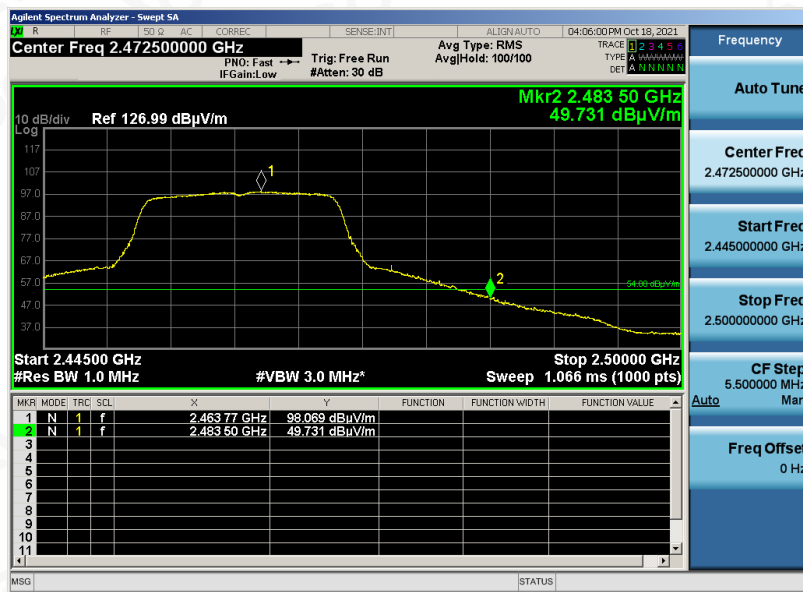 Agilent Spectrum Analyzer - Swept SA
LXI R RF 50 Ω AC CORREC SENSE:INT ALIGN AUTO 04:06:00 PM Oct 18, 2021
Center Freq 2.472500000 GHz
PNO: Fast
IFGain:Low
Trig: Free Run
#Atten: 30 dB
Avg Type: RMS
Avg|Hold: 100/100
TRACE 1 2 3 4 5 6
TYPE A WWWWW
DET A N N N N N
Mkr2 2.483 50 GHz
49.731 dBµV/m
10 dB/div Ref 126.99 dBµV/m
Log
117
107
97.0
87.0
77.0
67.0
57.0
47.0
37.0
1
2
54.00 dBµV/m
Start 2.44500 GHz Stop 2.50000 GHz
#Res BW 1.0 MHz #VBW 3.0 MHz* Sweep 1.066 ms (1000 pts)
MKR MODE TRC SCL X Y FUNCTION FUNCTION WIDTH FUNCTION VALUE
1 N 1 f 2.463 77 GHz 98.069 dBµV/m
2 N 1 f 2.483 50 GHz 49.731 dBµV/m
3
4
5
6
7
8
9
10
11
MSG STATUS
Frequency
Auto Tune
Center Freq
2.472500000 GHz
Start Freq
2.445000000 GHz
Stop Freq
2.500000000 GHz
CF Step
5.500000 MHz
Auto Man
Freq Offset
0 Hz